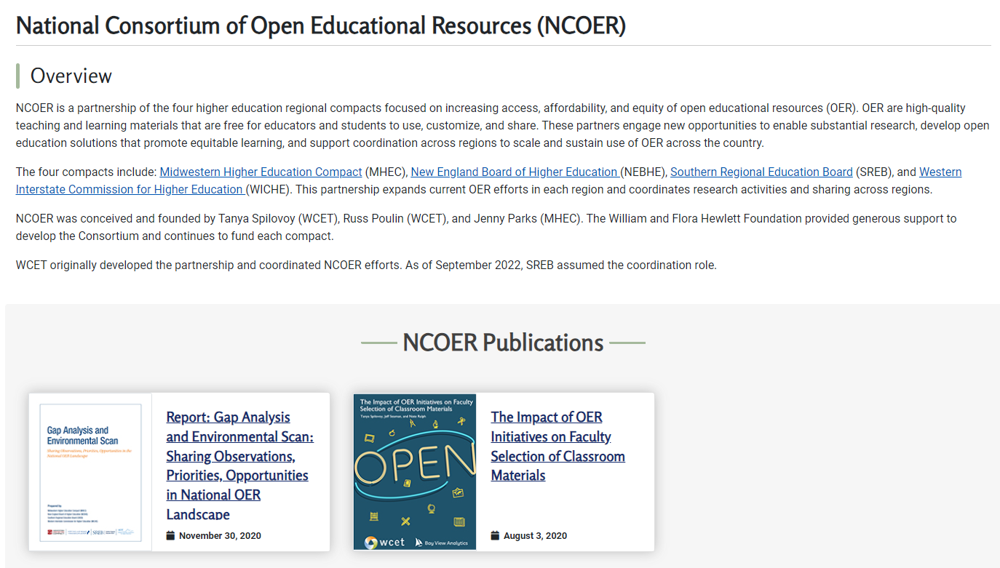 National Consortium of Open Educational Resources (NCOER)
Overview
NCOER is a partnership of the four higher education regional compacts focused on increasing access, affordability, and equity of open educational resources (OER). OER are high-quality
teaching and learning materials that are free for educators and students to use, customize, and share. These partners engage new opportunities to enable substantial research, develop open
education solutions that promote equitable learning, and support coordination across regions to scale and sustain use of OER across the country.
The four compacts include: Midwestern Higher Education Compact (MHEC), New England Board of Higher Education (NEBHE), Southern Regional Education Board (SREB), and Western
Interstate Commission for Higher Education (WICHE). This partnership expands current OER efforts in each region and coordinates research activities and sharing across regions.
NCOER was conceived and founded by Tanya Spilovoy (WCET), Russ Poulin (WCET), and Jenny Parks (MHEC). The William and Flora Hewlett Foundation provided generous support to
develop the Consortium and continues to fund each compact.
WCET originally developed the partnership and coordinated NCOER efforts. As of September 2022, SREB assumed the coordination role.
NCOER Publications
Gap Analysis and
Environmental Scan
Sharing Observations, Priorities, Opportunities in the
National OER Landscape
Prepared by
SREB
Report: Gap Analysis
and Environmental Scan:
Sharing Observations,
Priorities, Opportunities
in National OER
Landscape
November 30, 2020
The Impact of OER Initiatives on Faculty
Selection of Classroom Materials
Tanya Spilovoy, Jeff Seaman, and Nate Ralph
OPEN
wcet
Bay View Analytics
The Impact of OER
Initiatives on Faculty
Selection of Classroom
Materials
August 3, 2020